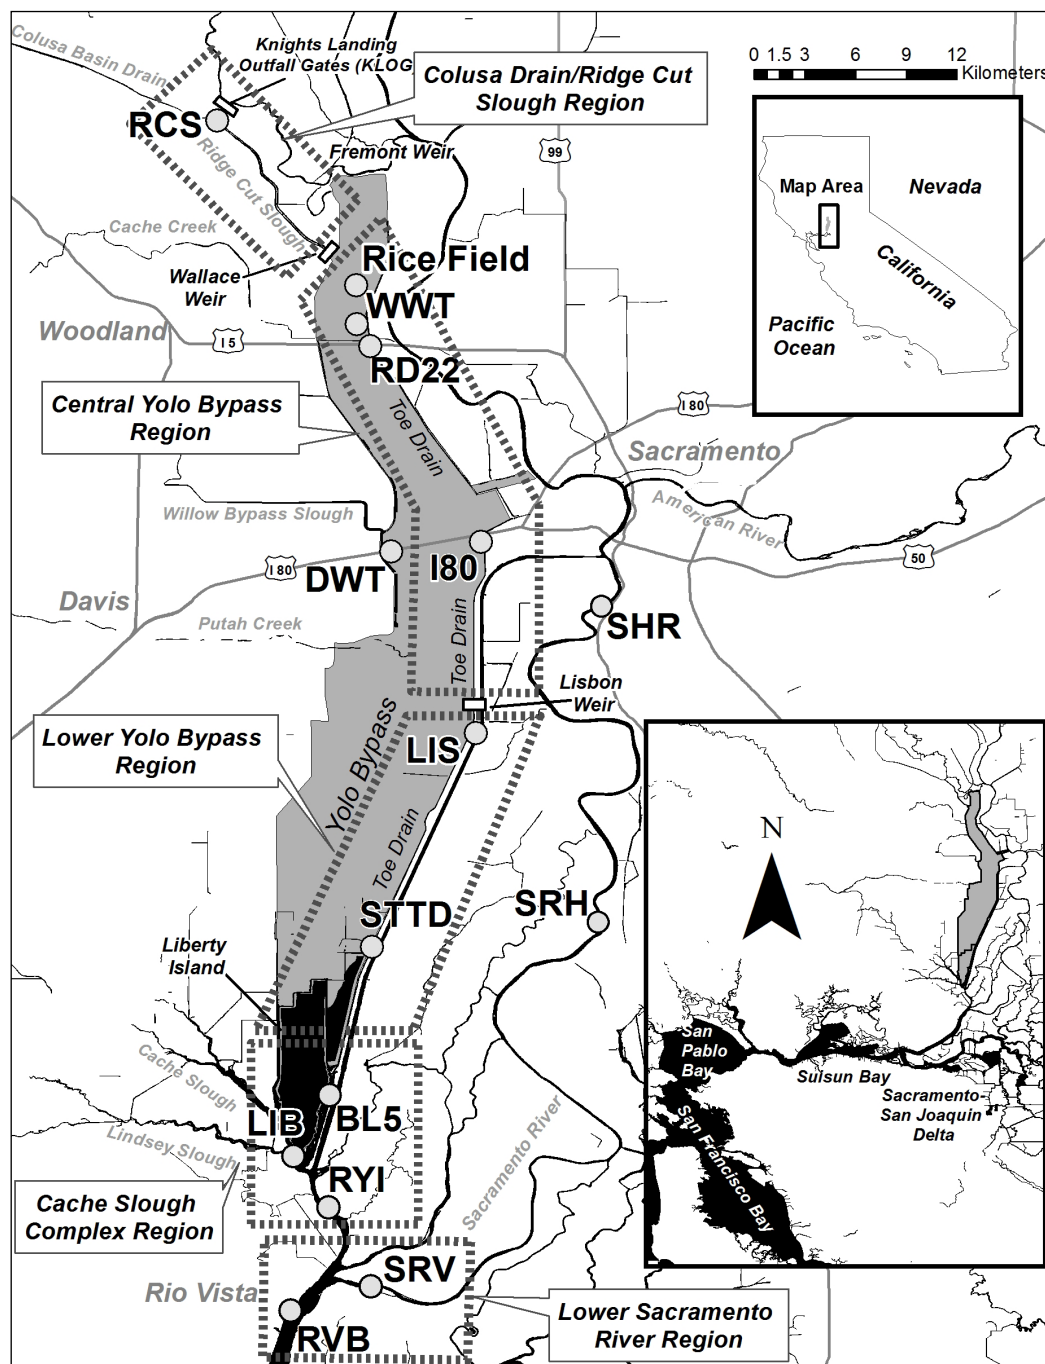 Colusa Basin Drain
Knights Landing
Outfall Gates (KLOG
Colusa Drain/Ridge Cut
Slough Region
0 1.5 3 6 9 12
Kilometers
RCS
Ridge Cut Slough
Fremont Weir
99
Cache Creek
Wallace
Weir
Rice Field
WWT
RD22
Woodland
I 5
Map Area
Nevada
California
Pacific
Ocean
Central Yolo Bypass
Region
Toe Drain
I 80
Sacramento
American River
Willow Bypass Slough
I 80
DWT
I80
50
Davis
Putah Creek
SHR
Toe Drain
Lisbon
Weir
Lower Yolo Bypass
Region
LIS
Yolo Bypass
Toe Drain
STTD
SRH
N
Liberty
Island
San
Pablo
Bay
Suisun Bay
Sacramento-
San Joaquin
Delta
San Francisco Bay
Cache Slough
LIB
BL5
Lindsey Slough
RYI
Sacramento River
Cache Slough
Complex Region
SRV
Rio Vista
RVB
Lower Sacramento
River Region